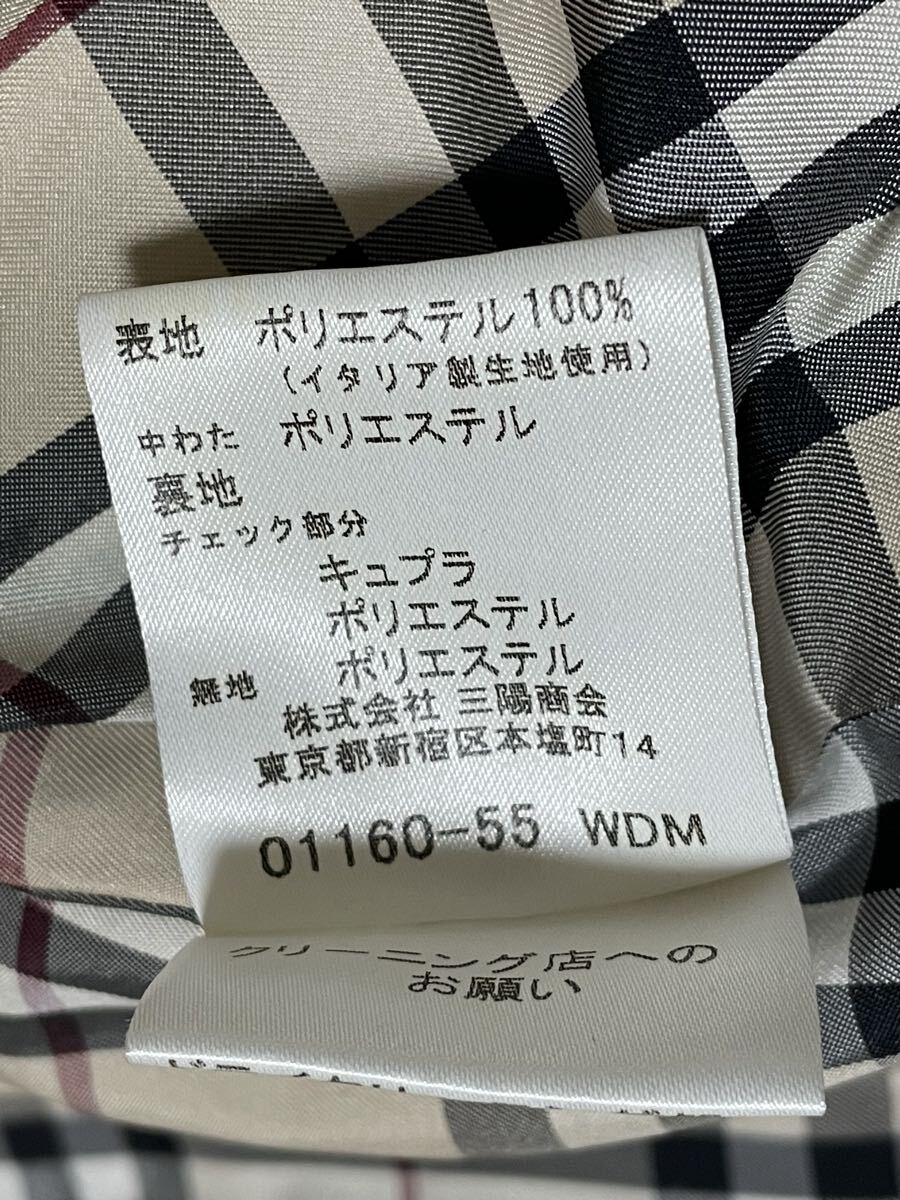 表地 ポリエステル100%
(イタリア製生地使用)
中わた ポリエステル
裏地
チェック部分
キュプラ
ポリエステル
無地 ポリエステル
株式会社 三陽商会
東京都新宿区本塩町14
01160-55 WDM
クリーニング店への
お願い